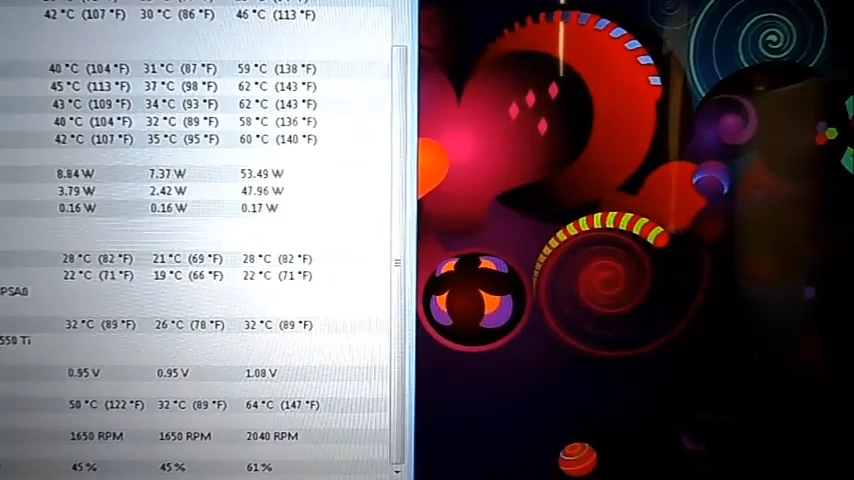 42 °C (107 °F) 30 °C (86 °F) 46 °C (113 °F)
40 °C (104 °F) 31 °C (87 °F) 59 °C (138 °F)
45 °C (113 °F) 37 °C (98 °F) 62 °C (143 °F)
43 °C (109 °F) 34 °C (93 °F) 62 °C (143 °F)
40 °C (104 °F) 32 °C (89 °F) 58 °C (136 °F)
42 °C (107 °F) 35 °C (95 °F) 60 °C (140 °F)
8.84 W 7.37 W 53.49 W
3.79 W 2.42 W 47.96 W
0.16 W 0.16 W 0.17 W
28 °C (82 °F) 21 °C (69 °F) 28 °C (82 °F)
22 °C (71 °F) 19 °C (66 °F) 22 °C (71 °F)
PSA0
32 °C (89 °F) 26 °C (78 °F) 32 °C (89 °F)
550 Ti
0.95 V 0.95 V 1.08 V
50 °C (122 °F) 32 °C (89 °F) 64 °C (147 °F)
1650 RPM 1650 RPM 2040 RPM
45 % 45 % 61 %